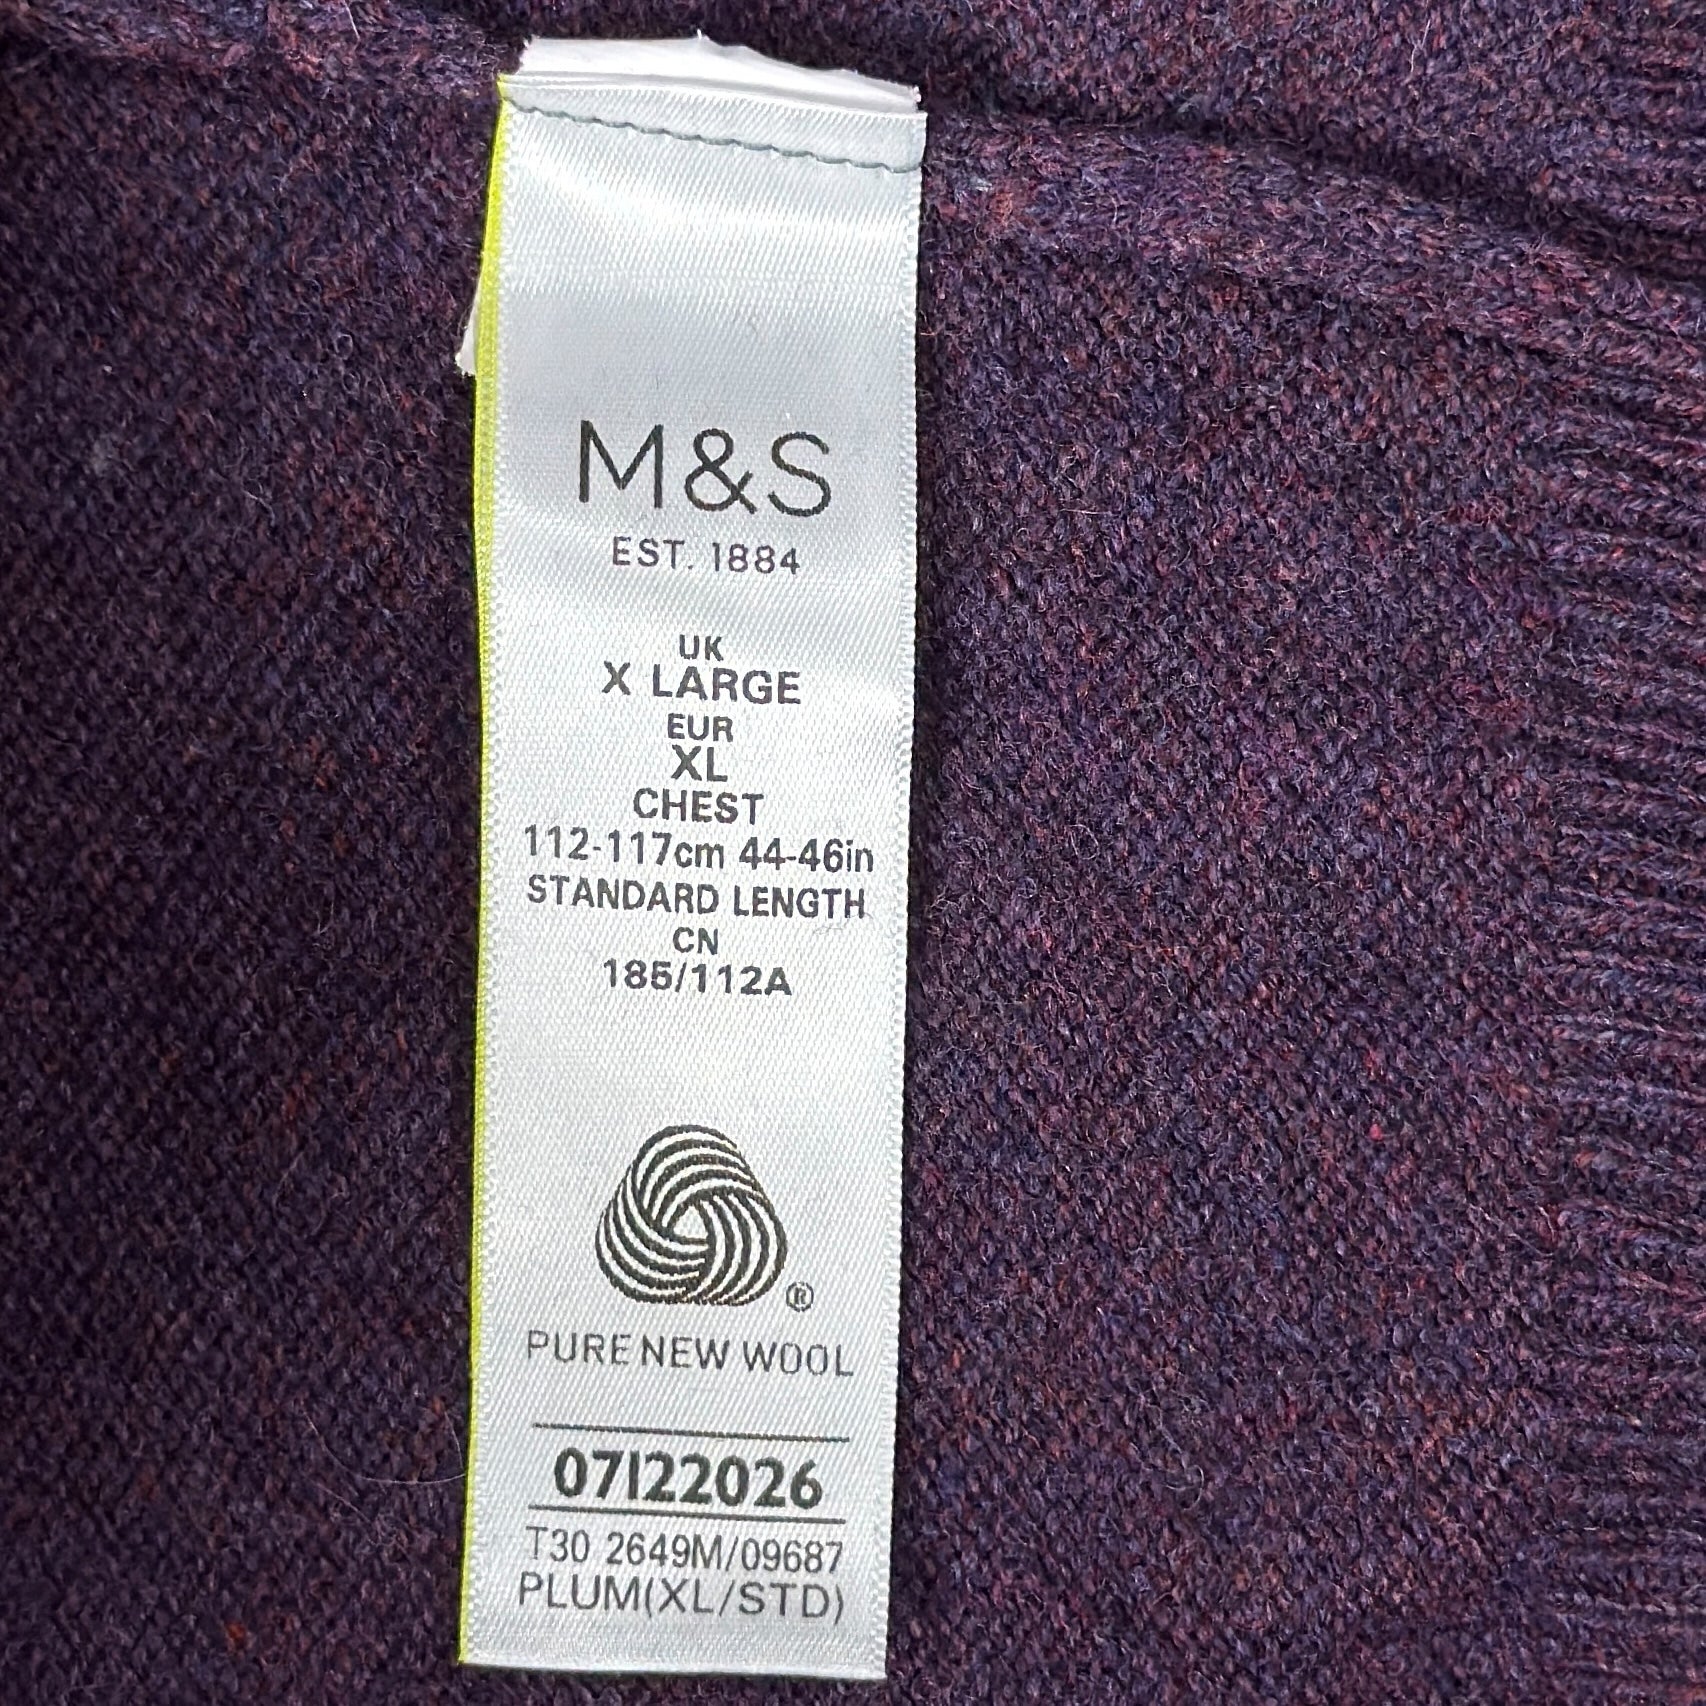 M&S
EST. 1884
UK
X LARGE
EUR
XL
CHEST
112-117cm 44-46in
STANDARD LENGTH
CN
185/112A
®
PURE NEW WOOL
07122026
T30 2649M/09687
PLUM(XL/STD)